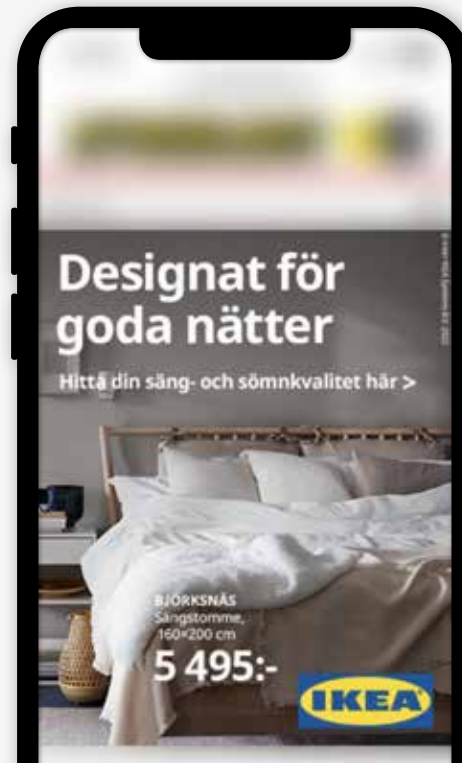 Designat för
goda nätter
Hitta din säng- och sömnkvalitet här >
BJÖRKSNÄS
Sängstomme,
160×200 cm
5 495:-
IKEA